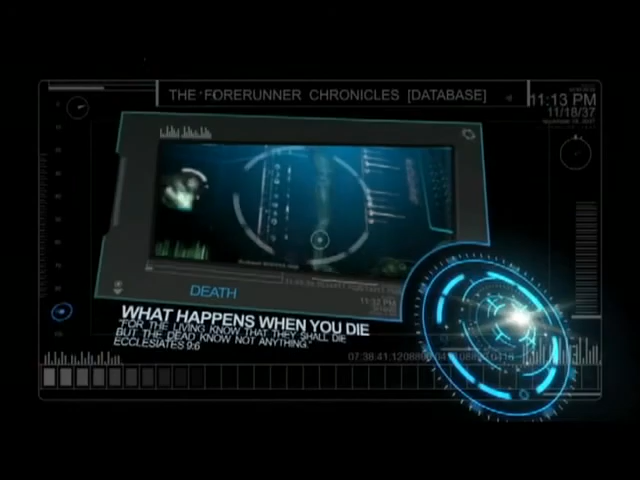 THE FORERUNNER CHRONICLES [DATABASE]
11:13 PM
11/18/37
DEATH
WHAT HAPPENS WHEN YOU DIE
"FOR THE LIVING KNOW THAT THEY SHALL DIE
BUT THE DEAD KNOW NOT ANYTHING."
ECCLESIATES 9:6